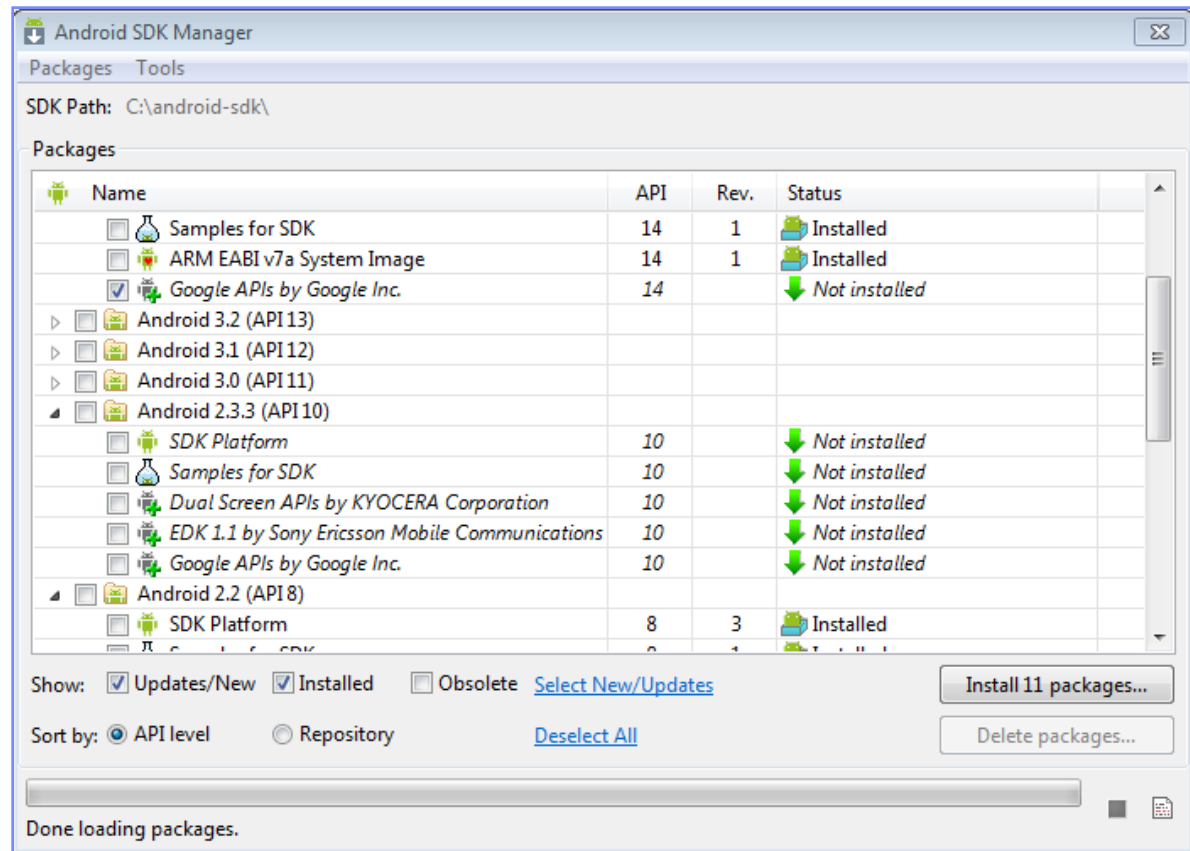 Android SDK Manager
Packages Tools
SDK Path: C:\android-sdk\
Packages
Name API Rev. Status
Samples for SDK 14 1 Installed
ARM EABI v7a System Image 14 1 Installed
Google APIs by Google Inc. 14 Not installed
Android 3.2 (API 13)
Android 3.1 (API 12)
Android 3.0 (API 11)
Android 2.3.3 (API 10)
SDK Platform 10 Not installed
Samples for SDK 10 Not installed
Dual Screen APIs by KYOCERA Corporation 10 Not installed
EDK 1.1 by Sony Ericsson Mobile Communications 10 Not installed
Google APIs by Google Inc. 10 Not installed
Android 2.2 (API 8)
SDK Platform 8 3 Installed
Show: Updates/New Installed Obsolete Select New/Updates Install 11 packages...
Sort by: API level Repository Deselect All Delete packages...
Done loading packages.